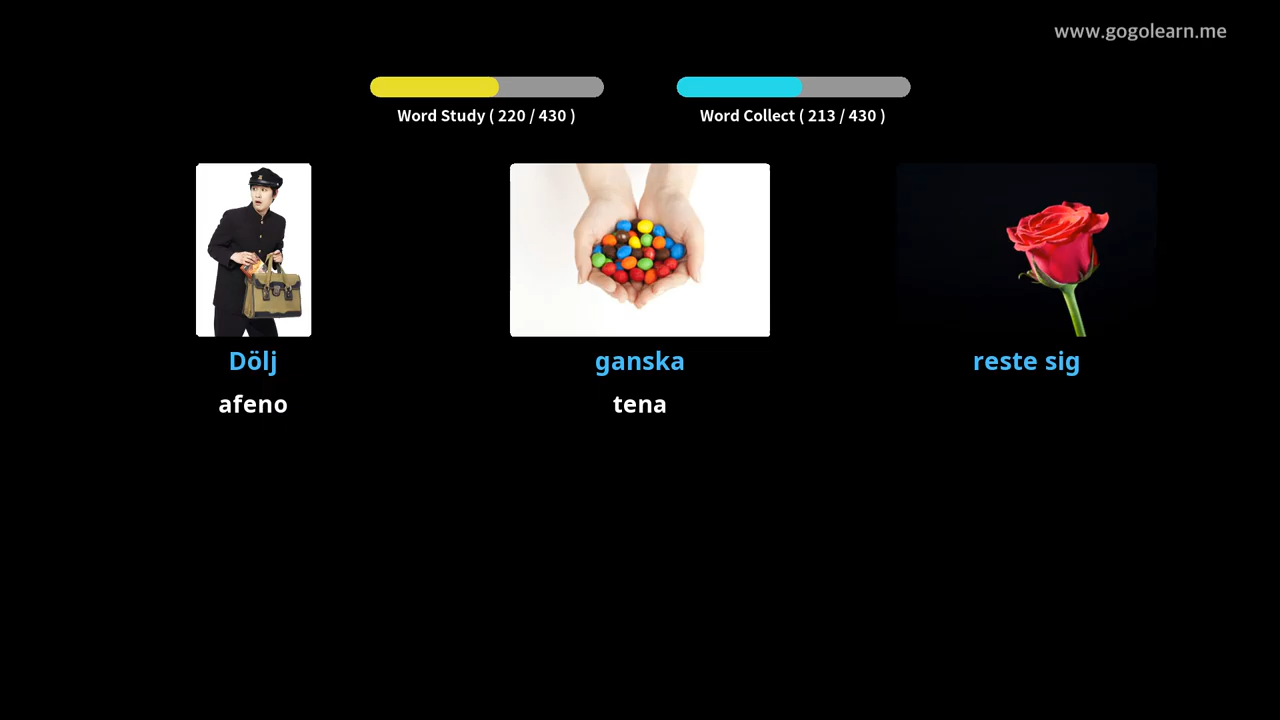 www.gogolearn.me
Word Study ( 220 / 430 )
Word Collect ( 213 / 430 )
Dölj
ganska
reste sig
afeno
tena